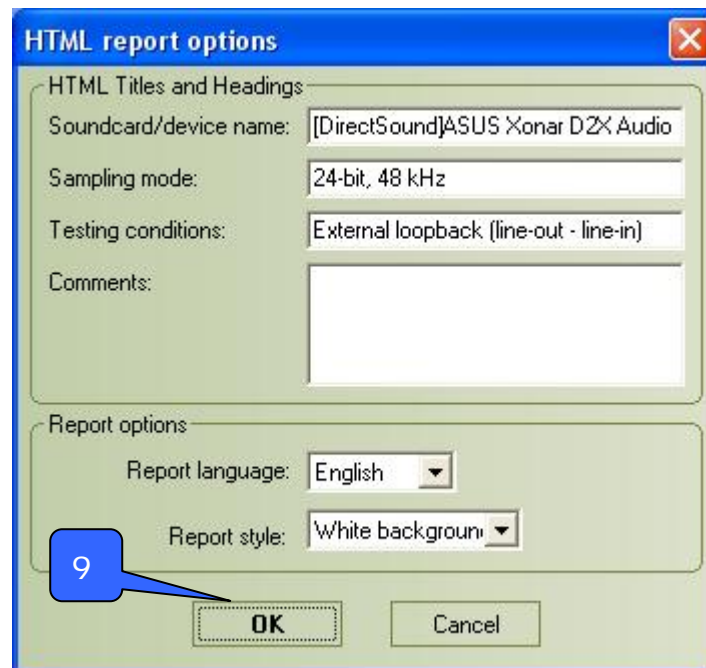 HTML report options
HTML Titles and Headings
Soundcard/device name: [DirectSound]ASUS Xonar D2X Audio
Sampling mode: 24-bit, 48 kHz
Testing conditions: External loopback (line-out - line-in)
Comments:
Report options
Report language: English
Report style: White backgroun
9
OK Cancel